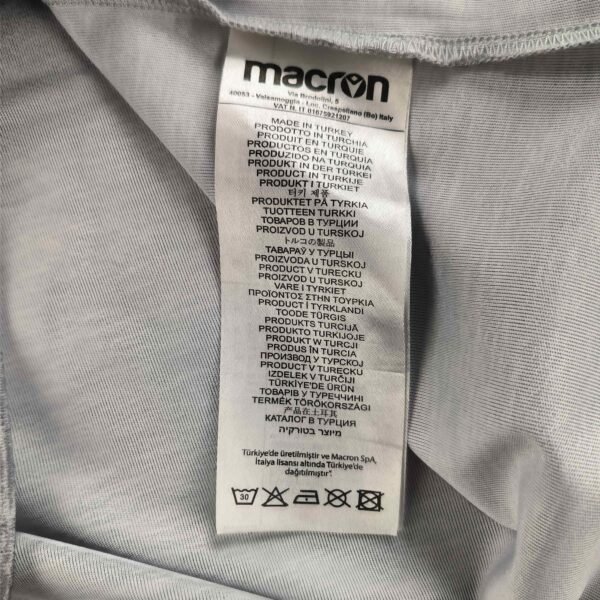 macron
Via Bendolini, 5
40053 - Valsamoggia - Loc. Crespellano (Bo) Italy
VAT N. IT 01675921207
MADE IN TURKEY
PRODOTTO IN TURCHIA
PRODUIT EN TURQUIE
PRODUCTOS EN TURQUIA
PRODUZIDO NA TURQUIA
PRODUKT IN DER TÜRKEI
PRODUCT IN TURKIJE
PRODUKT I TURKIET
터키 제품
PRODUKTET PÅ TYRKIA
TUOTTEEN TURKKI
ТОВАРОВ В ТУРЦИИ
PROIZVOD U TURSKOJ
トルコの製品
ТАВАРАЎ У ТУРЦЫІ
PROIZVODA U TURSKOJ
PRODUCT V TURECKU
PROIZVOD U TURSKOJ
VARE I TYRKIET
ΠΡΟΪΟΝΤΟΣ ΣΤΗΝ ΤΟΥΡΚΙΑ
PRODUCT Í TYRKLANDI
TOODE TÜRGIS
PRODUKTS TURCIJĀ
PRODUKTO TURKIJOJE
PRODUKT W TURCJI
PRODUS ÎN TURCIA
ПРОИЗВОД У ТУРСКОЈ
PRODUCT V TURECKU
IZDELEK V TURČIJI
TÜRKİYE'DE ÜRÜN
ТОВАРІВ У ТУРЕЧЧИНІ
TERMÉK TÖRÖKORSZÁGI
产品在土耳其
КАТАЛОГ В ТУРЦИЯ
מיוצר בטורקיה
Türkiye'de üretilmiştir ve Macron SpA,
İtalya lisansı altında Türkiye'de
dağıtılmıştır".
30